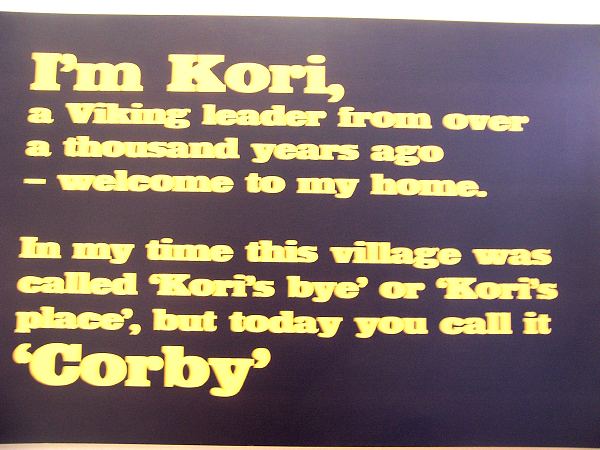 I'm Kori,
a Viking leader from over
a thousand years ago
– welcome to my home.
In my time this village was
called 'Kori's bye' or 'Kori's
place', but today you call it
'Corby'